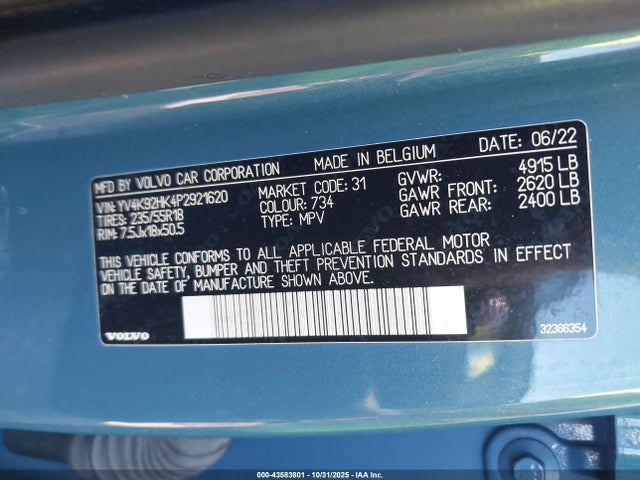 MFD BY VOLVO CAR CORPORATION MADE IN BELGIUM DATE: 06/22
VIN: YV4K92HK4P2921620 MARKET CODE: 31 GVWR: 4915 LB
TIRES: 235/55R18 COLOUR: 734 GAWR FRONT: 2620 LB
RIM: 7.5Jx18x50.5 TYPE: MPV GAWR REAR: 2400 LB
THIS VEHICLE CONFORMS TO ALL APPLICABLE FEDERAL MOTOR
VEHICLE SAFETY, BUMPER AND THEFT PREVENTION STANDARDS IN EFFECT
ON THE DATE OF MANUFACTURE SHOWN ABOVE.
VOLVO 32366354
000-43583801 - 10/31/2025 - IAA Inc.